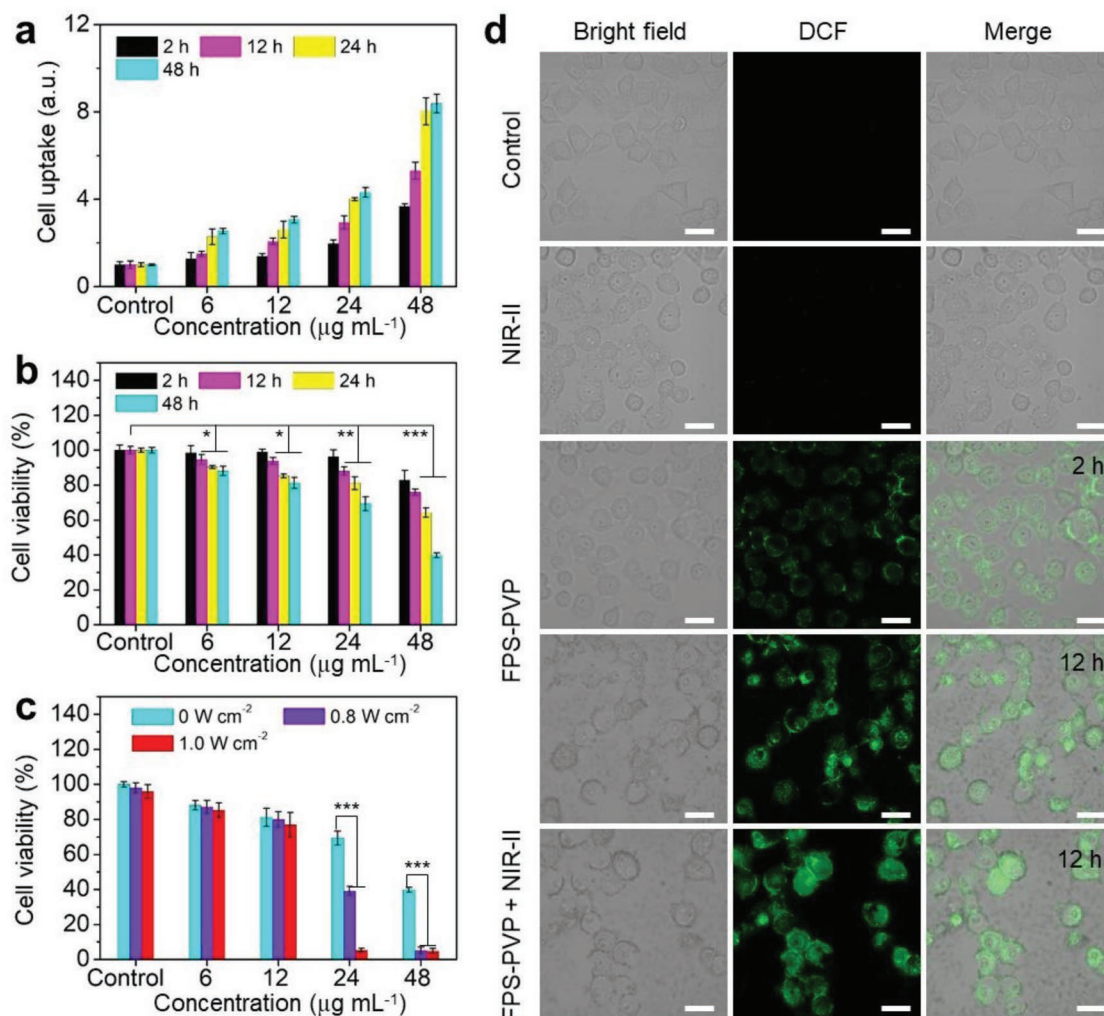 a
2 h 12 h 24 h
48 h
12
8
4
0
Cell uptake (a.u.)
Control 6 12 24 48
Concentration (μg mL-1)
b
2 h 12 h 24 h
48 h
140
120
100
80
60
40
20
0
Cell viability (%)
* * ** ***
Control 6 12 24 48
Concentration (μg mL-1)
c
0 W cm-2 0.8 W cm-2
1.0 W cm-2
140
120
100
80
60
40
20
0
Cell viability (%)
*** ***
Control 6 12 24 48
Concentration (μg mL-1)
d
Bright field DCF Merge
Control
NIR-II
FPS-PVP
2 h
12 h
FPS-PVP + NIR-II
12 h